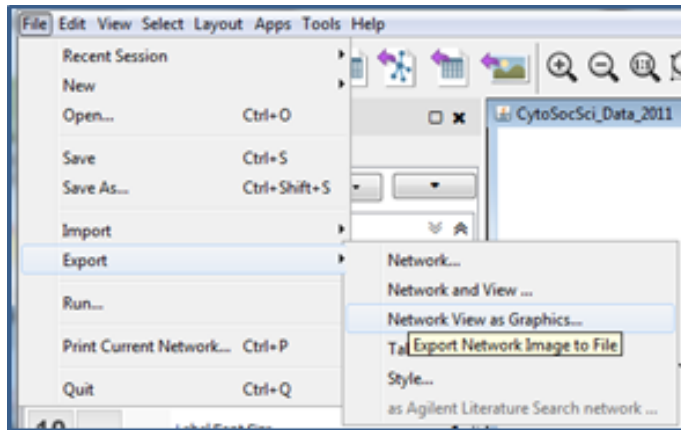 File Edit View Select Layout Apps Tools Help
Recent Session
New
Open... Ctrl+O
CytoSocSci_Data_2011
Save Ctrl+S
Save As... Ctrl+Shift+S
Import
Export
Network...
Network and View ...
Run...
Network View as Graphics...
Print Current Network... Ctrl+P
Export Network Image to File
Style...
Quit Ctrl+Q
as Agilent Literature Search network ...